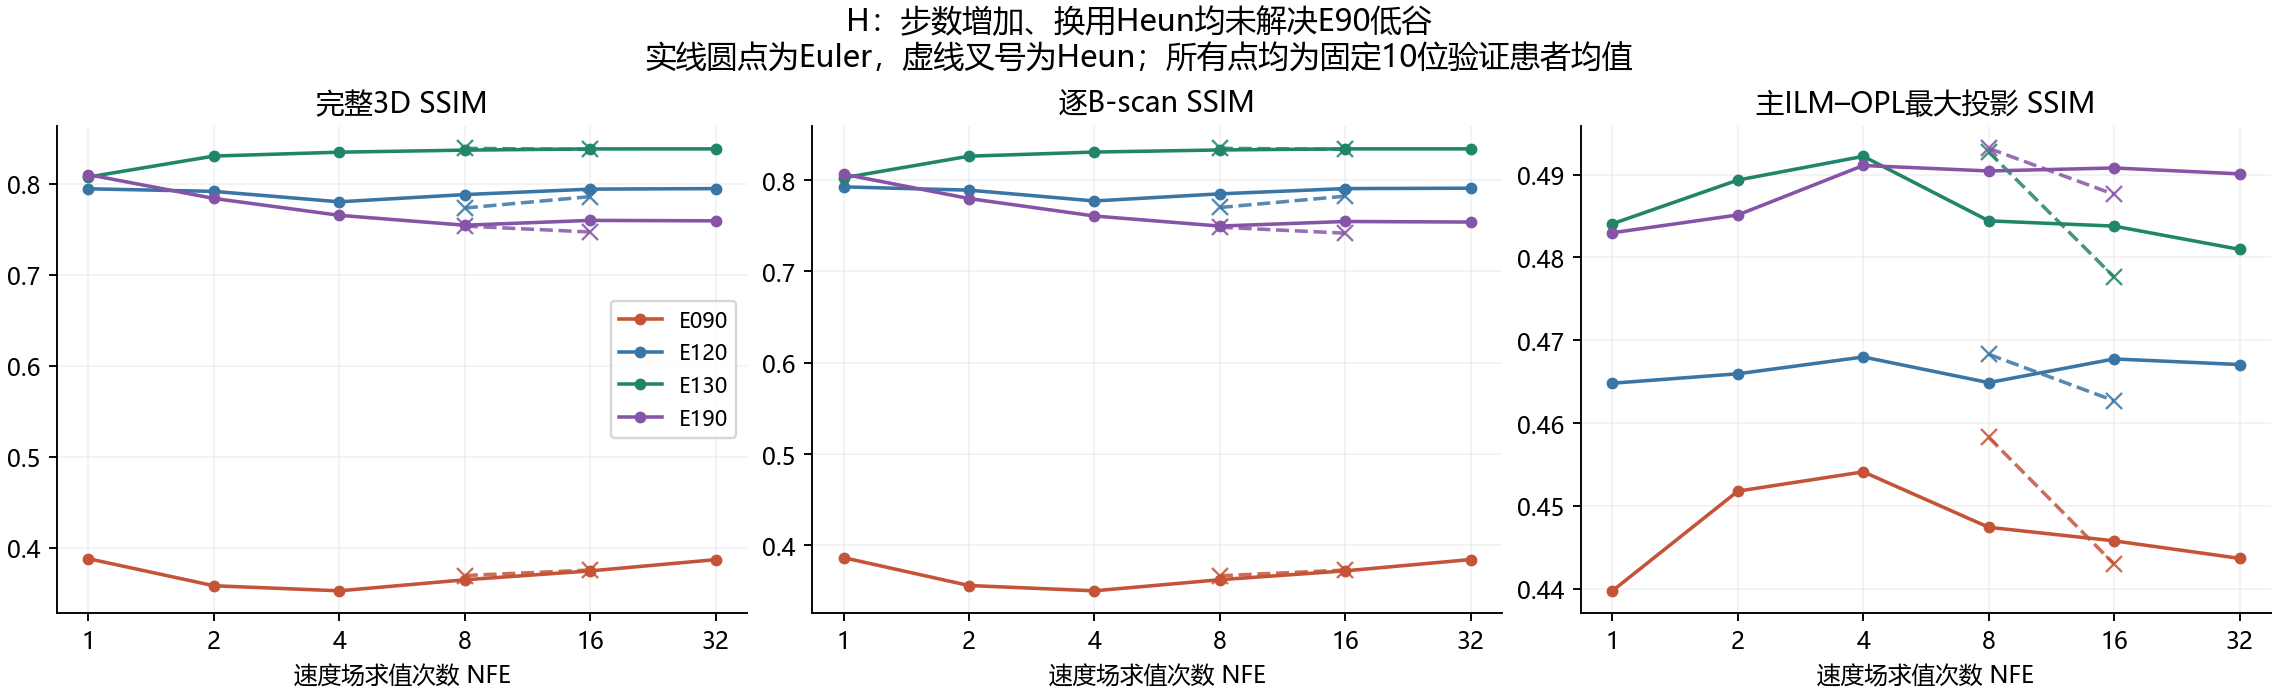 H：步数增加、换用Heun均未解决E90低谷
实线圆点为Euler，虚线叉号为Heun；所有点均为固定10位验证患者均值
完整3D SSIM
0.8
0.7
0.6
0.5
0.4
E090
E120
E130
E190
1 2 4 8 16 32
速度场求值次数 NFE
逐B-scan SSIM
0.8
0.7
0.6
0.5
0.4
1 2 4 8 16 32
速度场求值次数 NFE
主ILM–OPL最大投影 SSIM
0.49
0.48
0.47
0.46
0.45
0.44
1 2 4 8 16 32
速度场求值次数 NFE